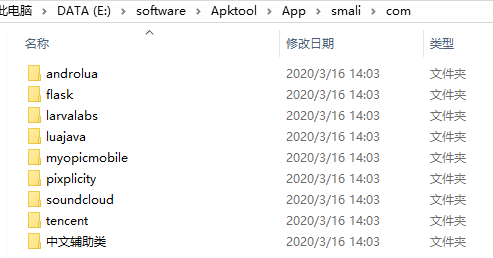 此电脑 › DATA (E:) › software › Apktool › App › smali › com
名称 修改日期 类型
androlua 2020/3/16 14:03 文件夹
flask 2020/3/16 14:03 文件夹
larvalabs 2020/3/16 14:03 文件夹
luajava 2020/3/16 14:03 文件夹
myopicmobile 2020/3/16 14:03 文件夹
pixplicity 2020/3/16 14:03 文件夹
soundcloud 2020/3/16 14:03 文件夹
tencent 2020/3/16 14:03 文件夹
中文辅助类 2020/3/16 14:03 文件夹